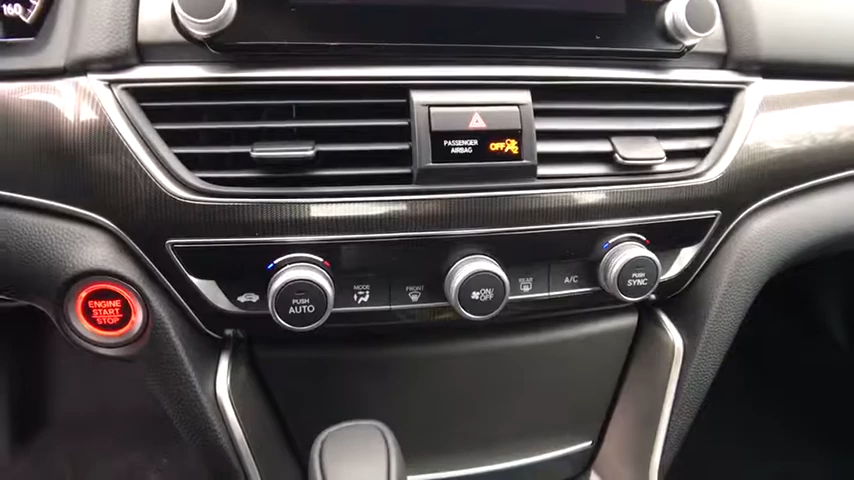 160
PASSENGER
AIRBAG
OFF
ENGINE
START
STOP
PUSH
AUTO
MODE
FRONT
ON/
OFF
REAR
A/C
PUSH
SYNC